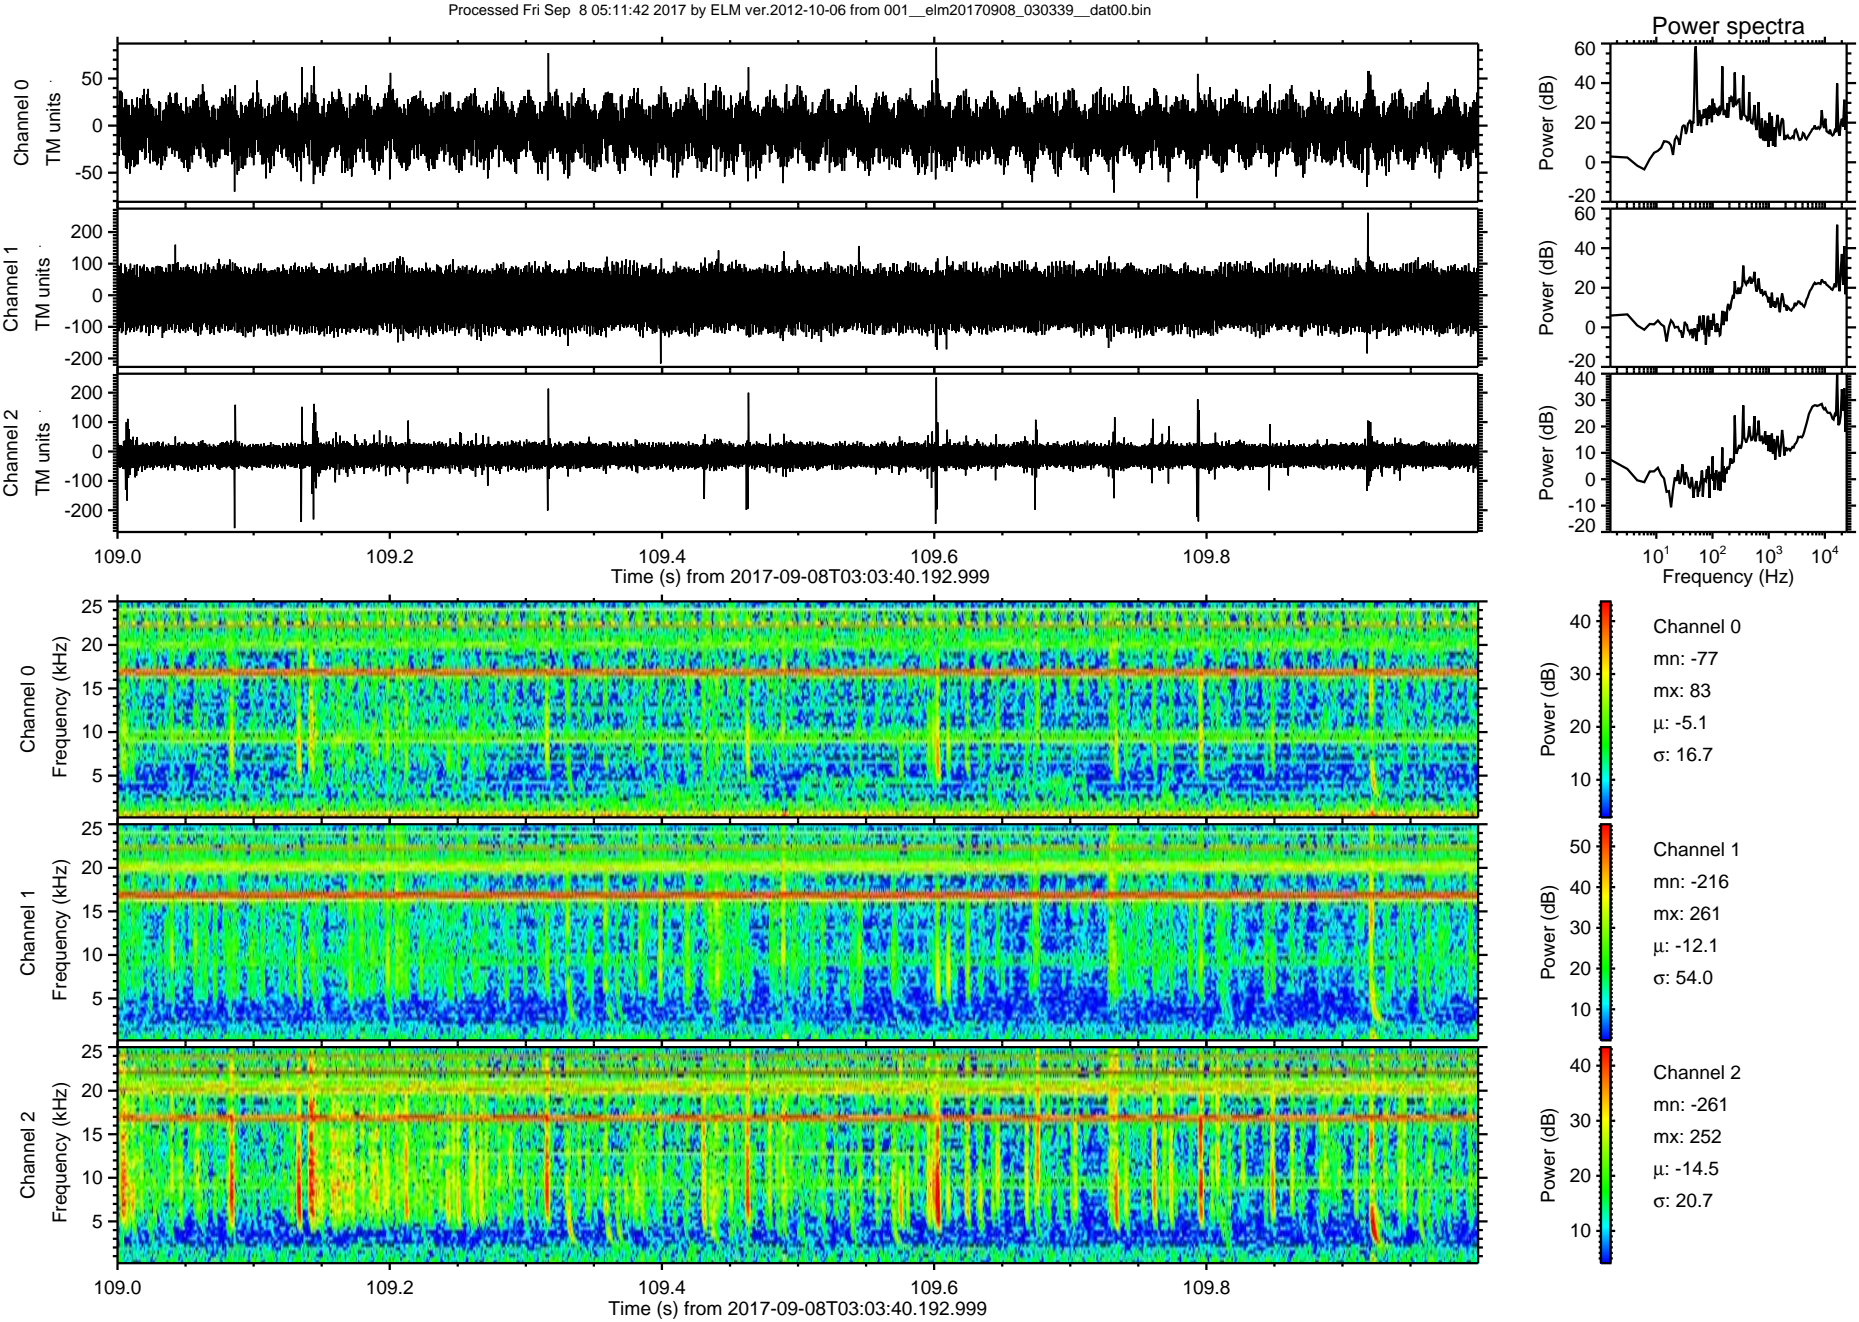 Processed Fri Sep  8 05:11:42 2017 by ELM ver.2012-10-06 from 001__elm20170908_030339__dat00.bin
Power spectra
Channel 0
TM units
50
0
-50
Power (dB)
60
40
20
0
-20
Channel 1
TM units
200
100
0
-100
-200
Power (dB)
60
40
20
0
-20
Channel 2
TM units
200
100
0
-100
-200
Power (dB)
40
30
20
10
0
-10
-20
109.0 109.2 109.4 109.6 109.8
Time (s) from 2017-09-08T03:03:40.192.999
10¹ 10² 10³ 10⁴
Frequency (Hz)
Channel 0
Frequency (kHz)
25
20
15
10
5
Power (dB)
40
30
20
10
Channel 0
mn: -77
mx: 83
μ: -5.1
σ: 16.7
Channel 1
Frequency (kHz)
25
20
15
10
5
Power (dB)
50
40
30
20
10
Channel 1
mn: -216
mx: 261
μ: -12.1
σ: 54.0
Channel 2
Frequency (kHz)
25
20
15
10
5
Power (dB)
40
30
20
10
Channel 2
mn: -261
mx: 252
μ: -14.5
σ: 20.7
109.0 109.2 109.4 109.6 109.8
Time (s) from 2017-09-08T03:03:40.192.999